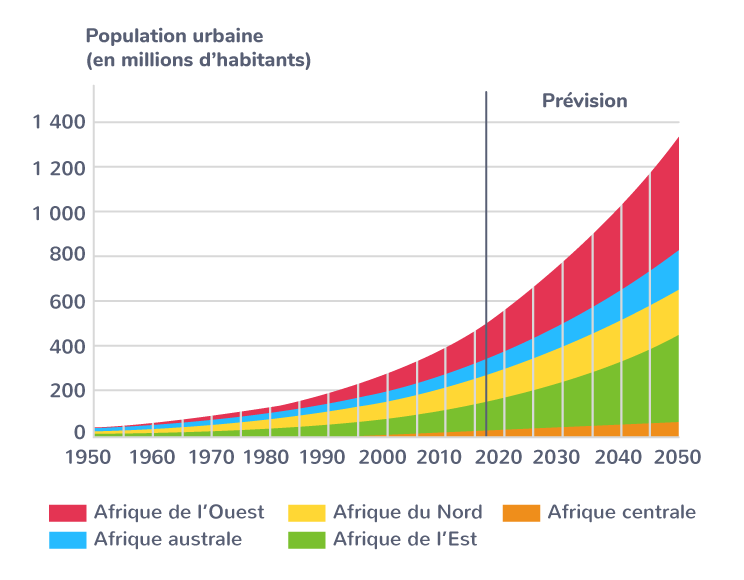 Population urbaine
(en millions d’habitants)
Prévision
1 400
1 200
1 000
800
600
400
200
0
1950 1960 1970 1980 1990 2000 2010 2020 2030 2040 2050
Afrique de l’Ouest Afrique du Nord Afrique centrale
Afrique australe Afrique de l’Est